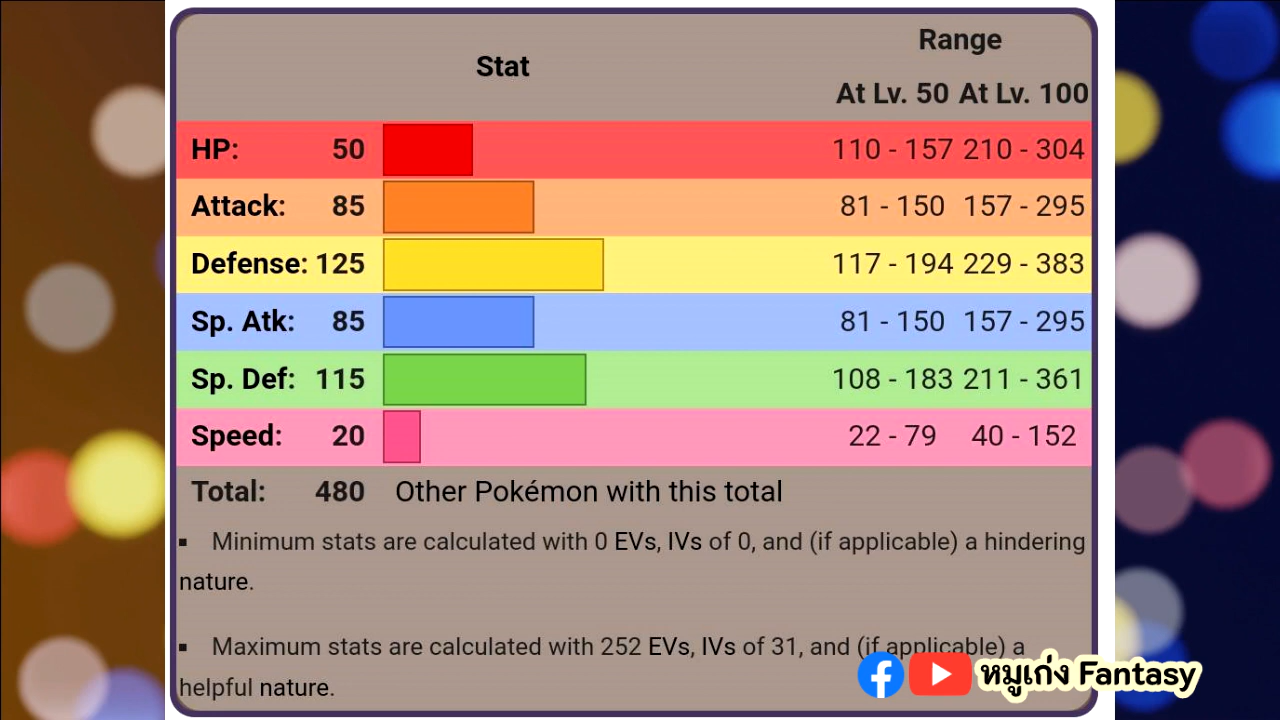 Stat
Range
At Lv. 50 At Lv. 100
HP: 50 110 - 157 210 - 304
Attack: 85 81 - 150 157 - 295
Defense: 125 117 - 194 229 - 383
Sp. Atk: 85 81 - 150 157 - 295
Sp. Def: 115 108 - 183 211 - 361
Speed: 20 22 - 79 40 - 152
Total: 480 Other Pokémon with this total
▪ Minimum stats are calculated with 0 EVs, IVs of 0, and (if applicable) a hindering
nature.
▪ Maximum stats are calculated with 252 EVs, IVs of 31, and (if applicable) a
helpful nature.
หมูเก่ง Fantasy